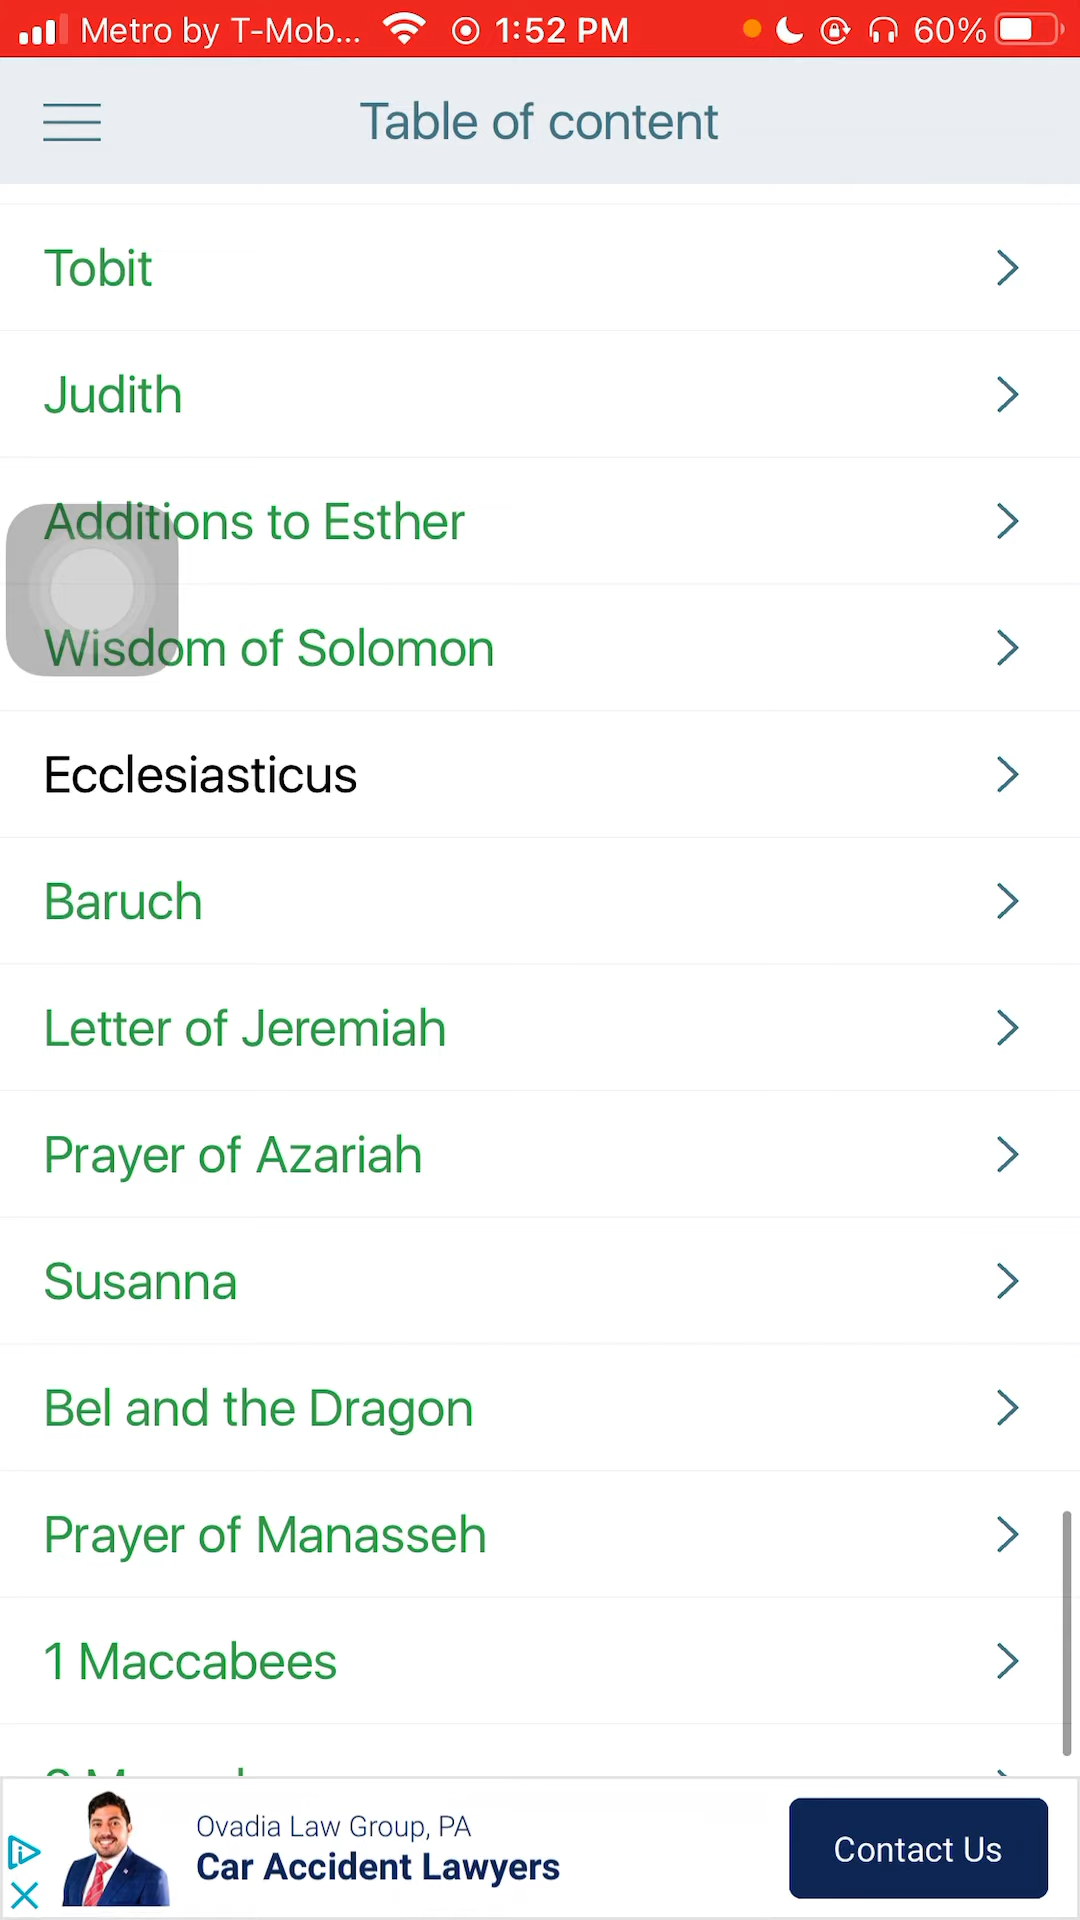 Metro by T-Mob... 1:52 PM 60%
Table of content
Tobit
Judith
Additions to Esther
Wisdom of Solomon
Ecclesiasticus
Baruch
Letter of Jeremiah
Prayer of Azariah
Susanna
Bel and the Dragon
Prayer of Manasseh
1 Maccabees
Ovadia Law Group, PA
Car Accident Lawyers
Contact Us